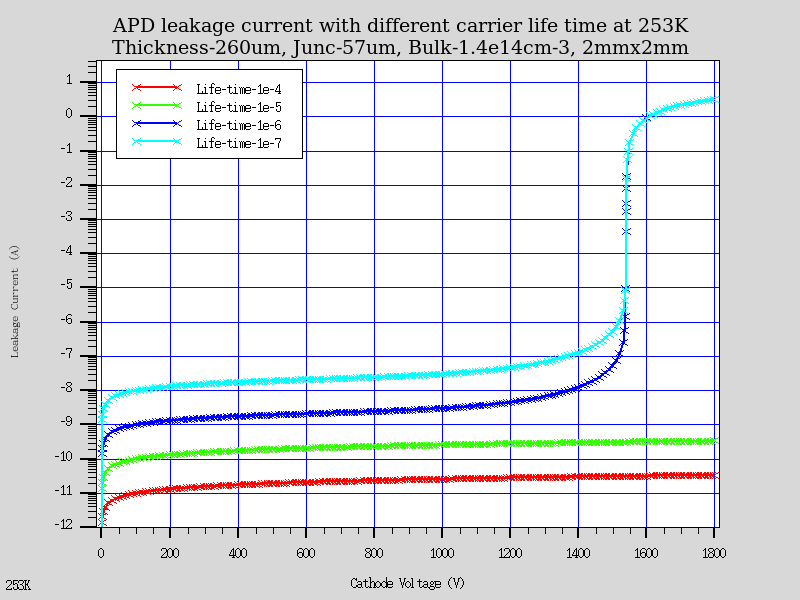 APD leakage current with different carrier life time at 253K
Thickness-260um, Junc-57um, Bulk-1.4e14cm-3, 2mmx2mm
Life-time-1e-4
Life-time-1e-5
Life-time-1e-6
Life-time-1e-7
1
0
-1
-2
-3
-4
-5
-6
-7
-8
-9
-10
-11
-12
Leakage Current (A)
0 200 400 600 800 1000 1200 1400 1600 1800
Cathode Voltage (V)
253K